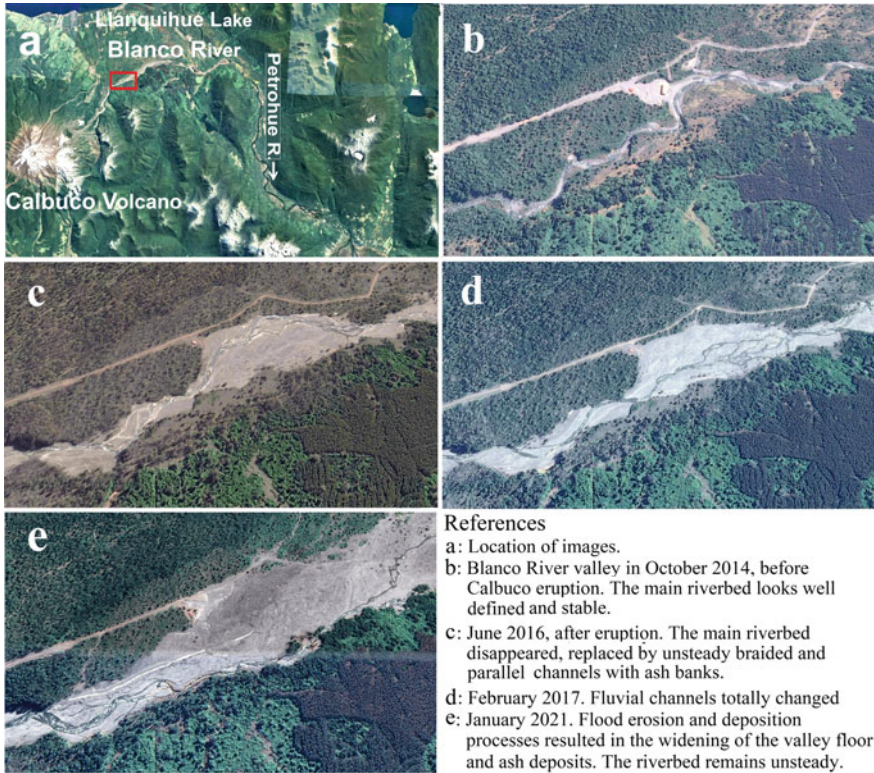 a
Llanquihue Lake
Blanco River
Petrohue R.→
Calbuco Volcano
b
c
d
e
References
a: Location of images.
b: Blanco River valley in October 2014, before
Calbuco eruption. The main riverbed looks well
defined and stable.
c: June 2016, after eruption. The main riverbed
disappeared, replaced by unsteady braided and
parallel channels with ash banks.
d: February 2017. Fluvial channels totally changed
e: January 2021. Flood erosion and deposition
processes resulted in the widening of the valley floor
and ash deposits. The riverbed remains unsteady.